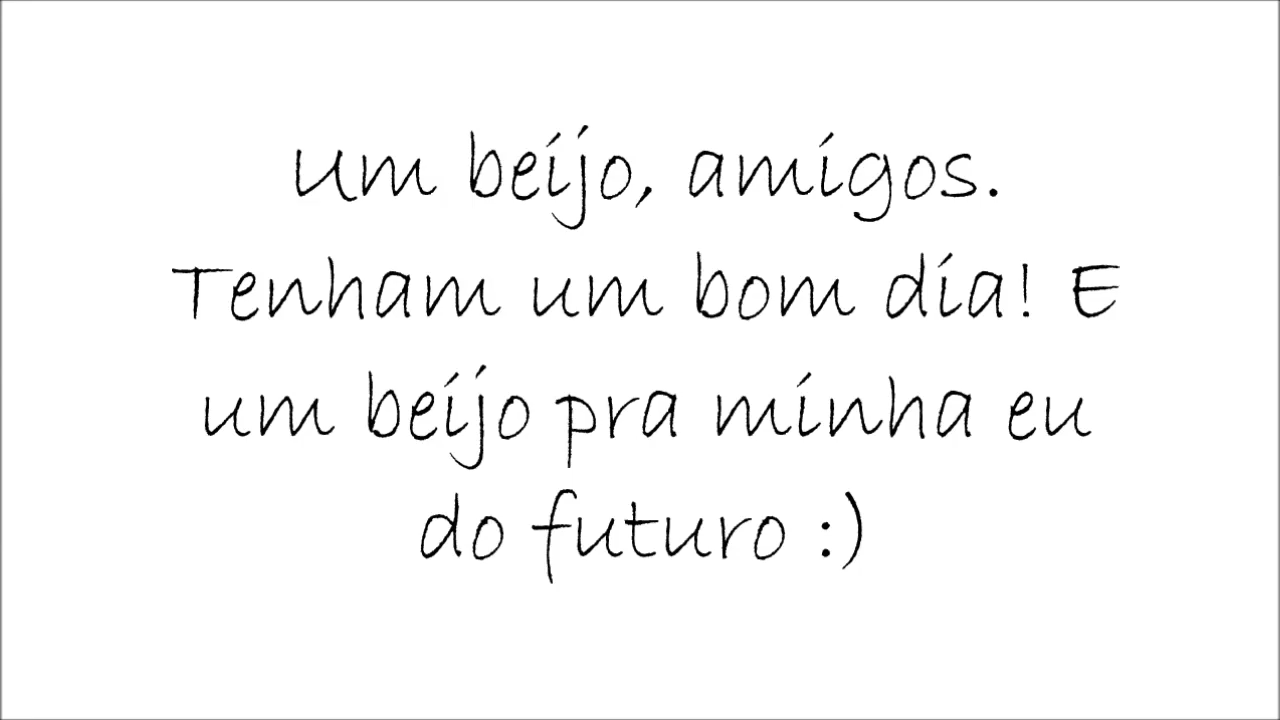 Um beijo, amigos.
Tenham um bom dia! E
um beijo pra minha eu
do futuro :)